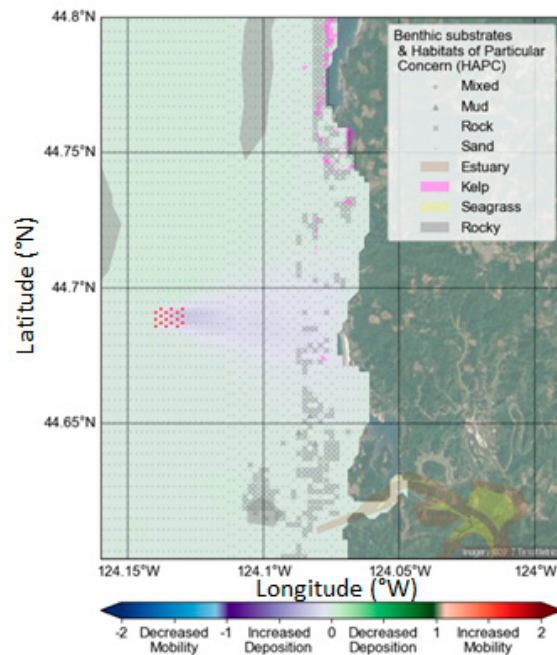 44.8°N
44.75°N
44.7°N
44.65°N
Latitude (°N)
Benthic substrates
& Habitats of Particular
Concern (HAPC)
Mixed
Mud
Rock
Sand
Estuary
Kelp
Seagrass
Rocky
124.15°W
124.1°W
124.05°W
124°W
Longitude (°W)
-2
Decreased
Mobility
-1
Increased
Deposition
0
Decreased
Deposition
1
Increased
Mobility
2